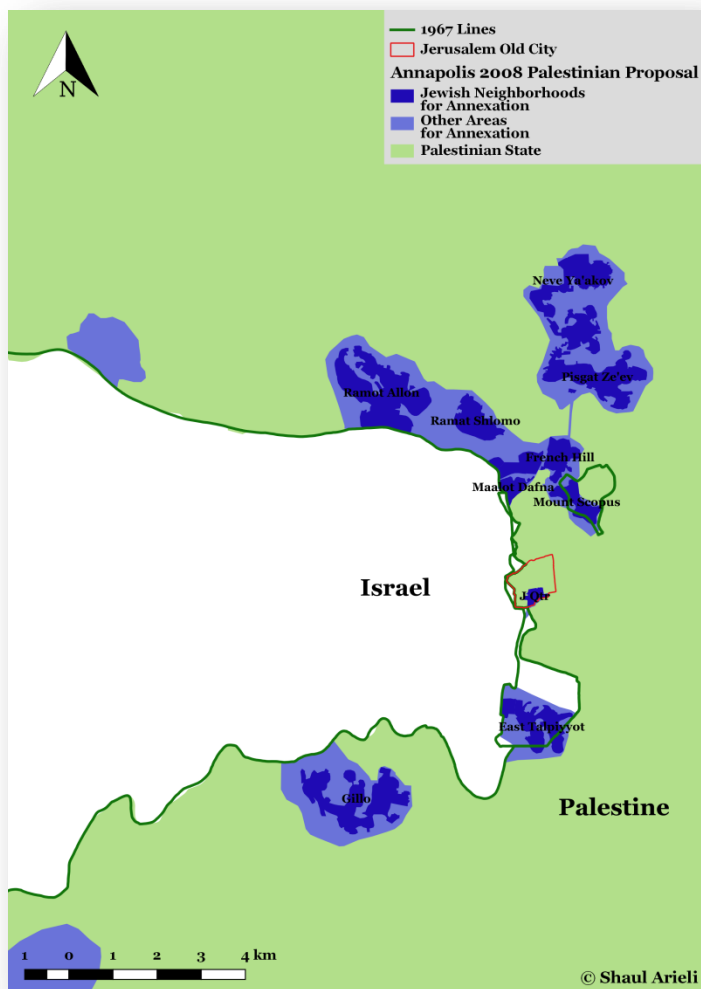 1967 Lines
Jerusalem Old City
Annapolis 2008 Palestinian Proposal
Jewish Neighborhoods
for Annexation
Other Areas
for Annexation
Palestinian State
N
Neve Ya'akov
Pisgat Ze'ev
Ramot Allon
Ramat Shlomo
French Hill
Maalot Dafna
Mount Scopus
Israel
J. Qtr
East Talpiyyot
Gillo
Palestine
1 0 1 2 3 4 km
© Shaul Arieli